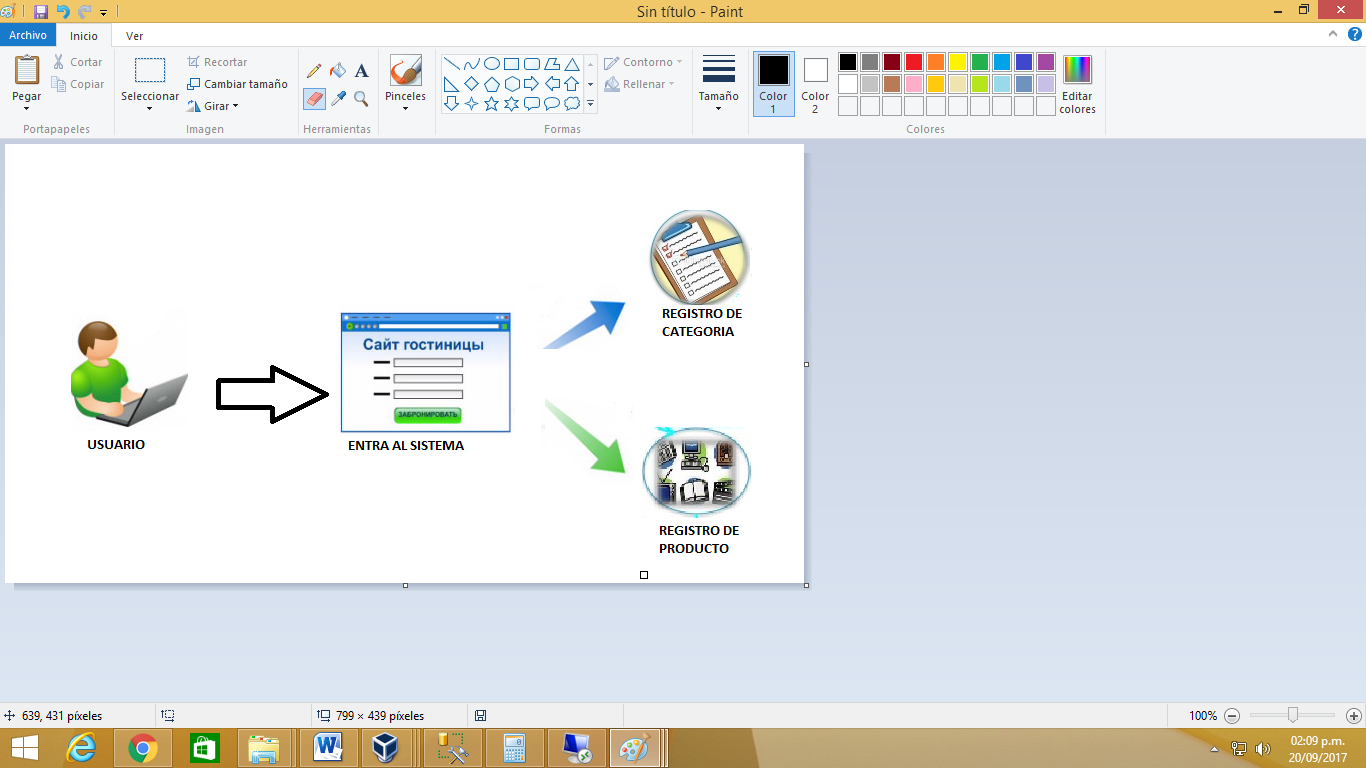 Sin título - Paint
Archivo
Inicio
Ver
Pegar
Cortar
Copiar
Portapapeles
Seleccionar
Recortar
Cambiar tamaño
Girar
Imagen
A
Herramientas
Pinceles
Formas
Contorno
Rellenar
Tamaño
Color
1
Color
2
Editar
colores
Colores
REGISTRO DE
CATEGORIA
Сайт гостиницы
ЗАБРОНИРОВАТЬ
USUARIO
ENTRA AL SISTEMA
REGISTRO DE
PRODUCTO
639, 431 píxeles
799 × 439 píxeles
100%
02:09 p.m.
20/09/2017